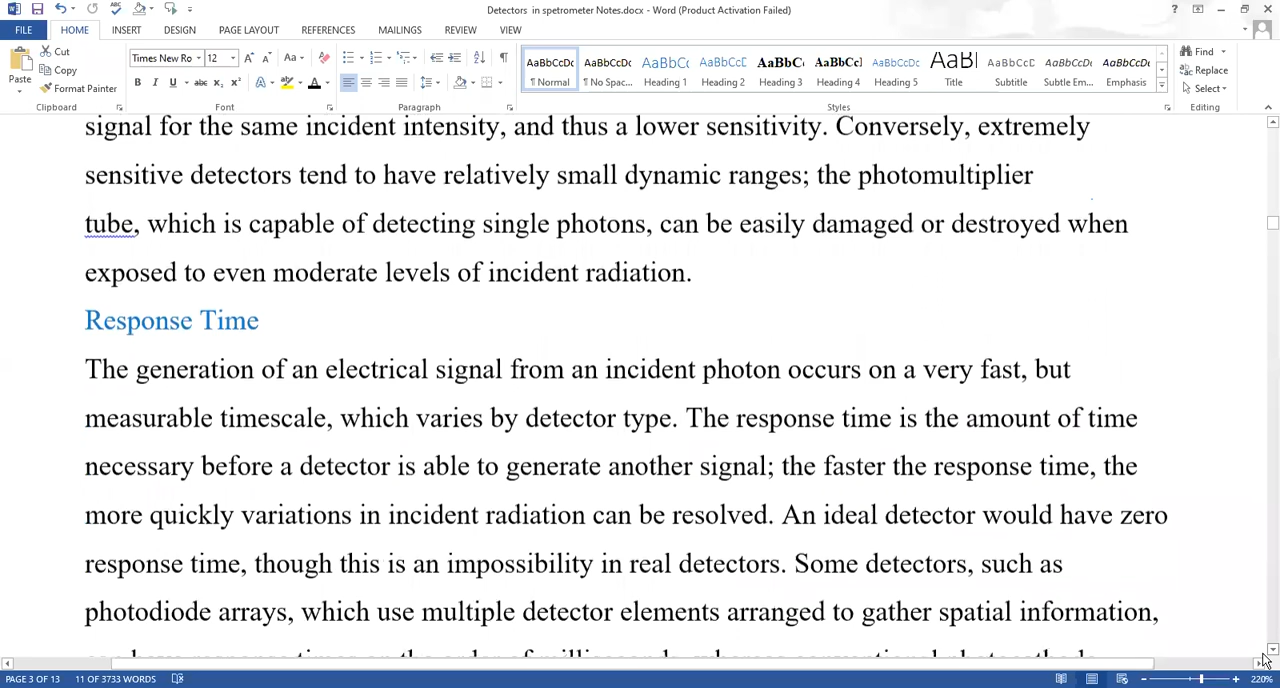 Detectors in spetrometer Notes.docx - Word (Product Activation Failed)
FILE HOME INSERT DESIGN PAGE LAYOUT REFERENCES MAILINGS REVIEW VIEW
Paste
Cut
Copy
Format Painter
Times New Ro 12
AaBbCcDc AaBbCcDc AaBbCc AaBbCcD AaBbCc AaBbCcI AaBbCcDc AaBl AaBbCcD AaBbCcDc AaBbCcDc
¶ Normal ¶ No Spac... Heading 1 Heading 2 Heading 3 Heading 4 Heading 5 Title Subtitle Subtle Em... Emphasis
Find
Replace
Select
Clipboard Font Paragraph Styles Editing
signal for the same incident intensity, and thus a lower sensitivity. Conversely, extremely
sensitive detectors tend to have relatively small dynamic ranges; the photomultiplier
tube, which is capable of detecting single photons, can be easily damaged or destroyed when
exposed to even moderate levels of incident radiation.
Response Time
The generation of an electrical signal from an incident photon occurs on a very fast, but
measurable timescale, which varies by detector type. The response time is the amount of time
necessary before a detector is able to generate another signal; the faster the response time, the
more quickly variations in incident radiation can be resolved. An ideal detector would have zero
response time, though this is an impossibility in real detectors. Some detectors, such as
photodiode arrays, which use multiple detector elements arranged to gather spatial information,
PAGE 3 OF 13 11 OF 3733 WORDS 220%